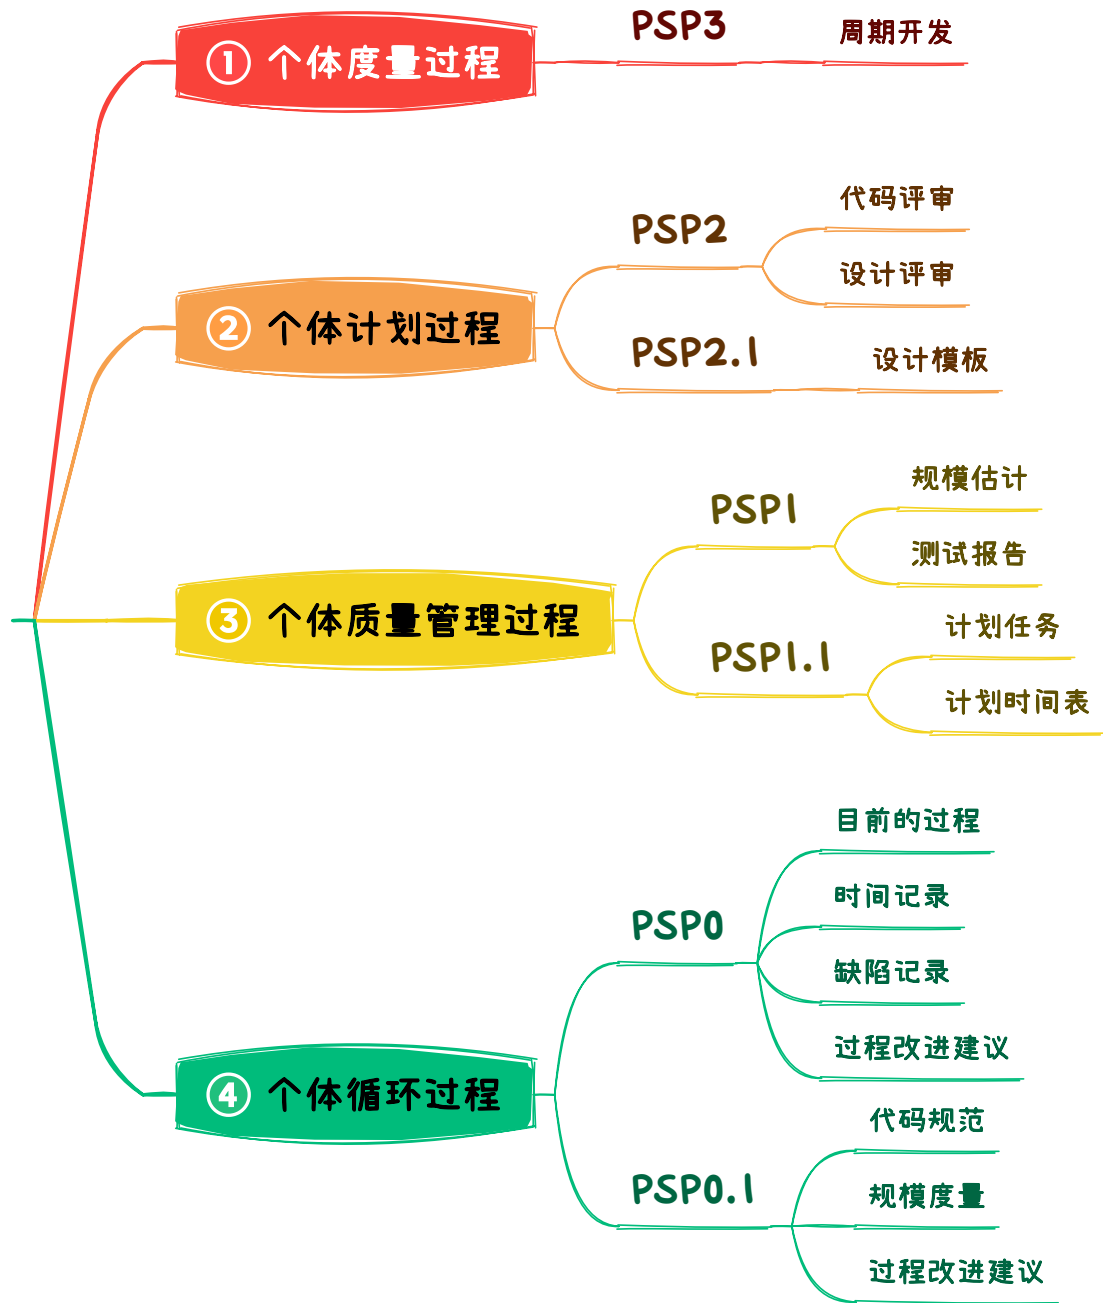 ① 个体度量过程
PSP3
周期开发
② 个体计划过程
PSP2
代码评审
设计评审
PSP2.1
设计模板
③ 个体质量管理过程
PSP1
规模估计
测试报告
PSP1.1
计划任务
计划时间表
④ 个体循环过程
PSP0
目前的过程
时间记录
缺陷记录
过程改进建议
PSP0.1
代码规范
规模度量
过程改进建议